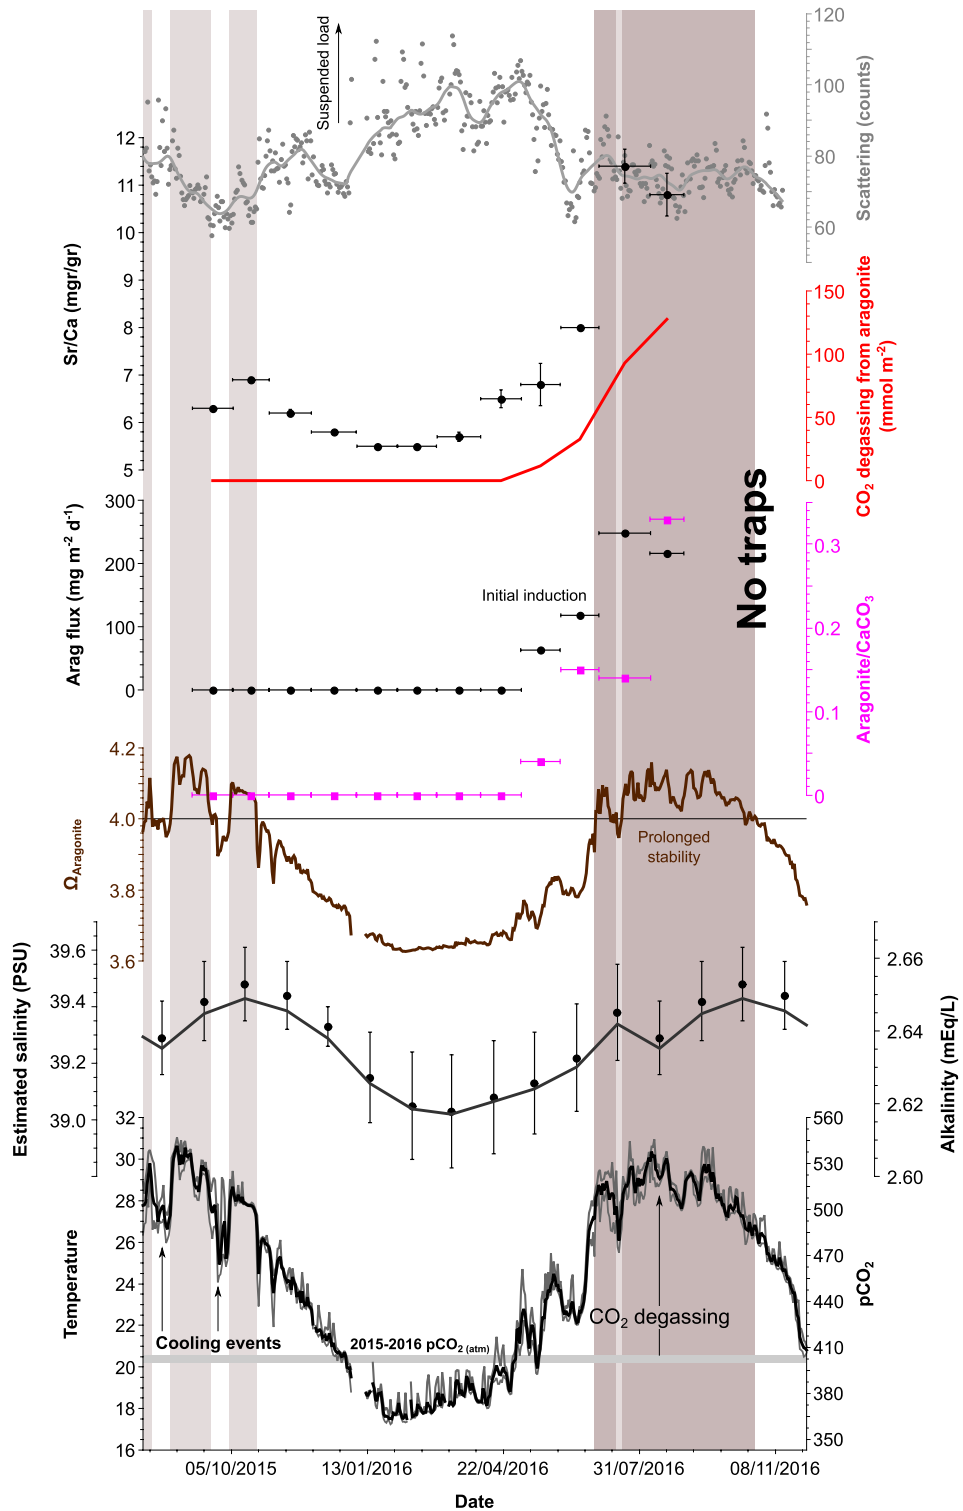 120
100
80
60
Scattering (counts)
Suspended load
12
11
10
9
8
7
6
5
Sr/Ca (mgr/gr)
150
100
50
0
CO2 degassing from aragonite
(mmol m-2)
300
200
100
0
Arag flux (mg m-2 d-1)
Initial induction
No traps
0.3
0.2
0.1
0
Aragonite/CaCO3
4.2
4.0
3.8
3.6
ΩAragonite
Prolonged
stability
39.6
39.4
39.2
39.0
Estimated salinity (PSU)
2.66
2.64
2.62
2.60
Alkalinity (mEq/L)
32
30
28
26
24
22
20
18
16
Temperature
560
530
500
470
440
410
380
350
pCO2
Cooling events
2015-2016 pCO2 (atm)
CO2 degassing
05/10/2015
13/01/2016
22/04/2016
31/07/2016
08/11/2016
Date